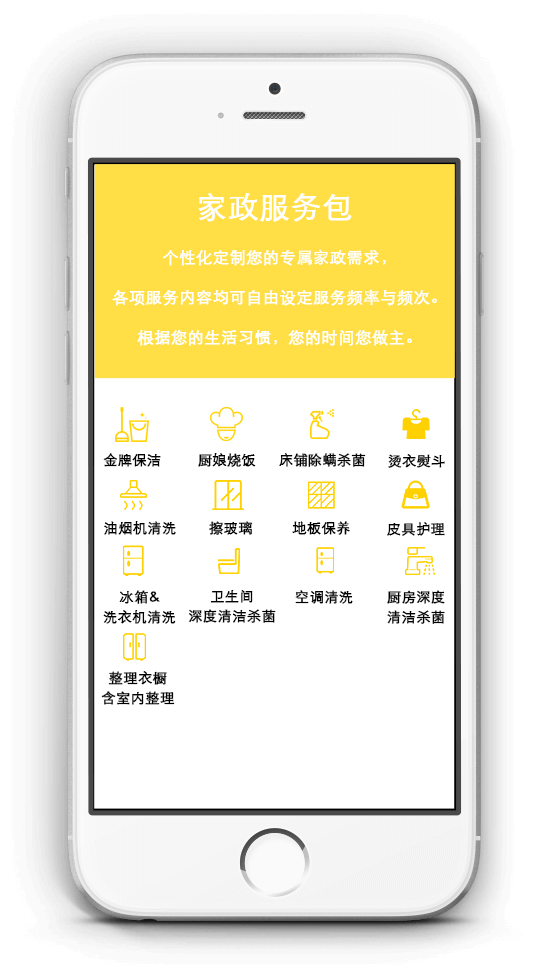 家政服务包
个性化定制您的专属家政需求，
各项服务内容均可自由设定服务频率与频次。
根据您的生活习惯，您的时间您做主。
金牌保洁
厨娘烧饭
床铺除螨杀菌
烫衣熨斗
油烟机清洗
擦玻璃
地板保养
皮具护理
冰箱&
洗衣机清洗
卫生间
深度清洁杀菌
空调清洗
厨房深度
清洁杀菌
整理衣橱
含室内整理